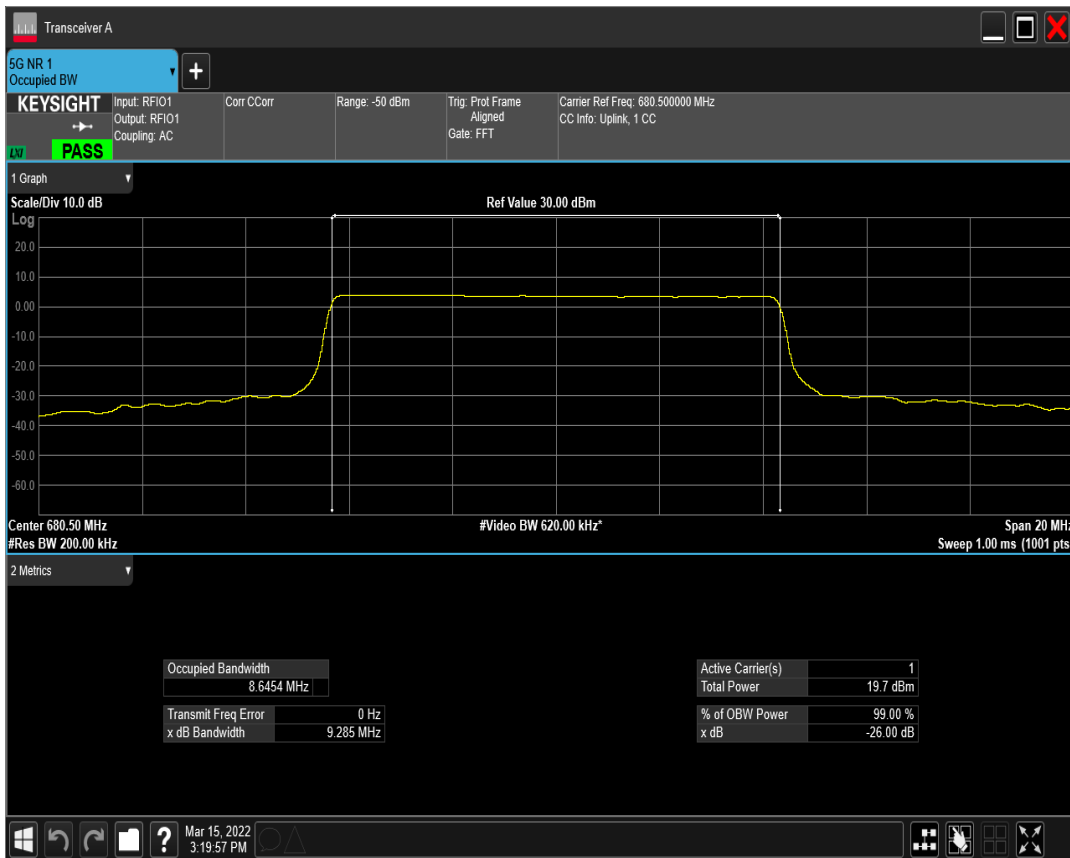 Transceiver A
5G NR 1
Occupied BW
KEYSIGHT
LXI
PASS
Input: RFIO1
Output: RFIO1
Coupling: AC
Corr CCorr
Range: -50 dBm
Trig: Prot Frame
Aligned
Gate: FFT
Carrier Ref Freq: 680.500000 MHz
CC Info: Uplink, 1 CC
1 Graph
Scale/Div 10.0 dB
Ref Value 30.00 dBm
Log
20.0
10.0
0.00
-10.0
-20.0
-30.0
-40.0
-50.0
-60.0
Center 680.50 MHz
#Video BW 620.00 kHz*
Span 20 MHz
#Res BW 200.00 kHz
Sweep 1.00 ms (1001 pts
2 Metrics
Occupied Bandwidth
8.6454 MHz
Transmit Freq Error 0 Hz
x dB Bandwidth 9.285 MHz
Active Carrier(s) 1
Total Power 19.7 dBm
% of OBW Power 99.00 %
x dB -26.00 dB
?
Mar 15, 2022
3:19:57 PM